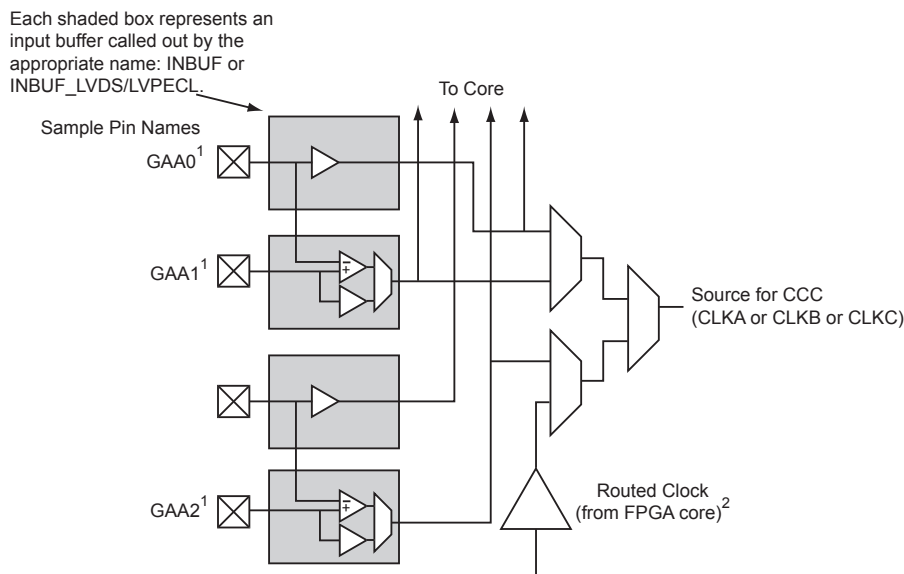 Each shaded box represents an
input buffer called out by the
appropriate name: INBUF or
INBUF_LVDS/LVPECL.
To Core
Sample Pin Names
GAA0¹
GAA1¹
− +
Source for CCC
(CLKA or CLKB or CLKC)
GAA2¹
− +
Routed Clock
(from FPGA core)²